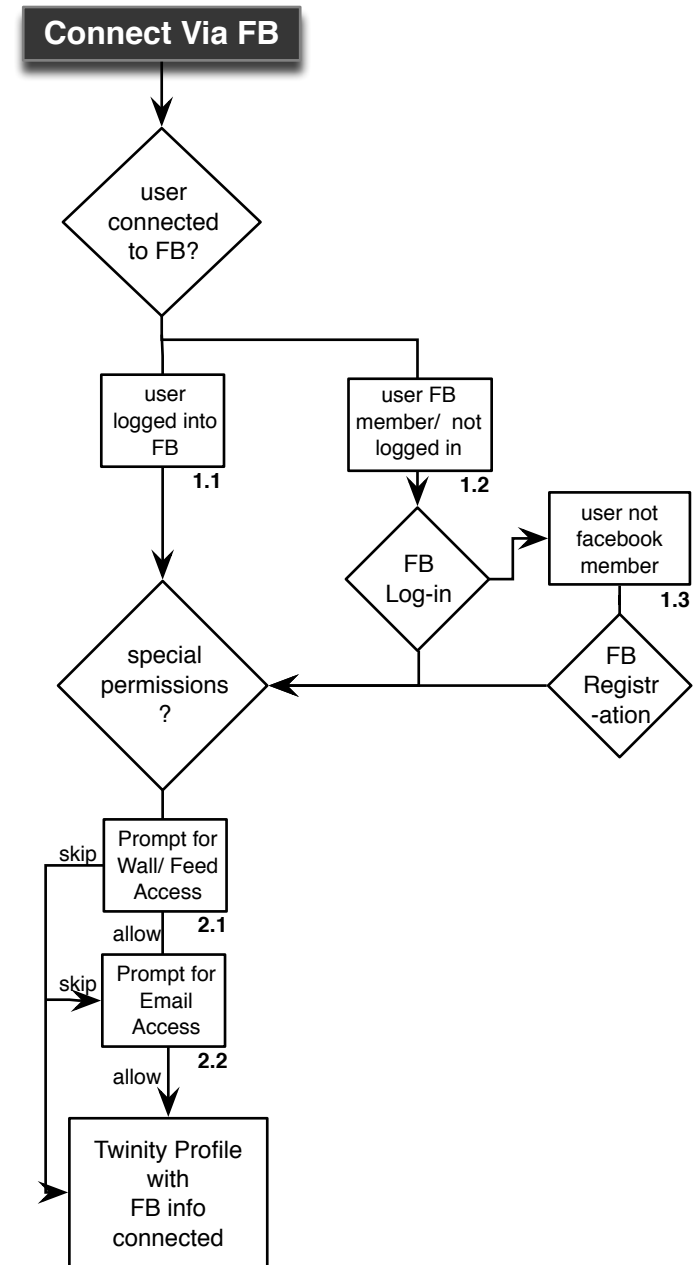 Connect Via FB
user
connected
to FB?
user
logged into
FB
1.1
user FB
member/  not
logged in
1.2
FB
Log-in
user not
facebook
member
1.3
FB
Registr
-ation
special
permissions
?
Prompt for
Wall/ Feed
Access
2.1
skip
allow
Prompt for
Email
Access
2.2
skip
allow
Twinity Profile
with
FB info
connected